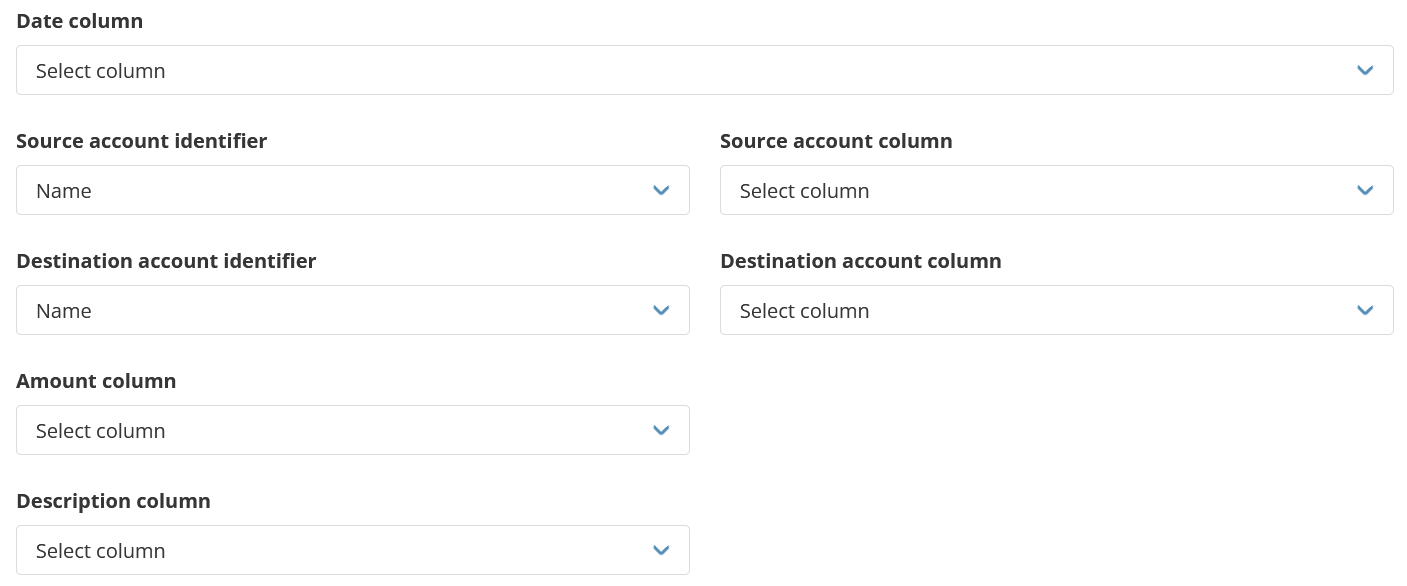 Date column
Select column
Source account identifier
Source account column
Name
Select column
Destination account identifier
Destination account column
Name
Select column
Amount column
Select column
Description column
Select column